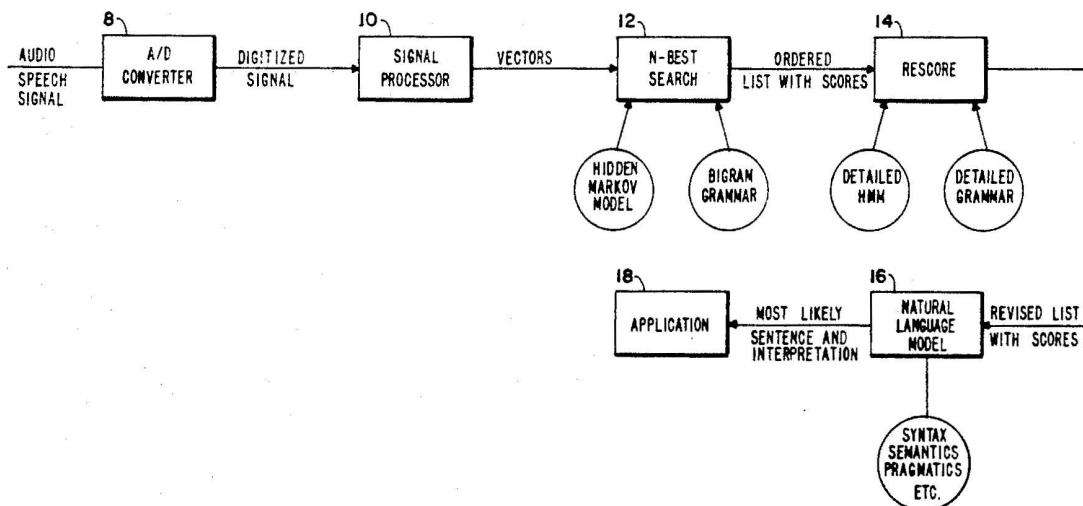 8
A/D
CONVERTER
10
SIGNAL
PROCESSOR
12
N-BEST
SEARCH
14
RESCORE
AUDIO
SPEECH
SIGNAL
DIGITIZED
SIGNAL
VECTORS
ORDERED
LIST WITH SCORES
HIDDEN
MARKOV
MODEL
BIGRAM
GRAMMAR
DETAILED
HMM
DETAILED
GRAMMAR
18
APPLICATION
MOST LIKELY
SENTENCE AND
INTERPRETATION
16
NATURAL
LANGUAGE
MODEL
REVISED LIST
WITH SCORES
SYNTAX
SEMANTICS
PRAGMATICS
ETC.